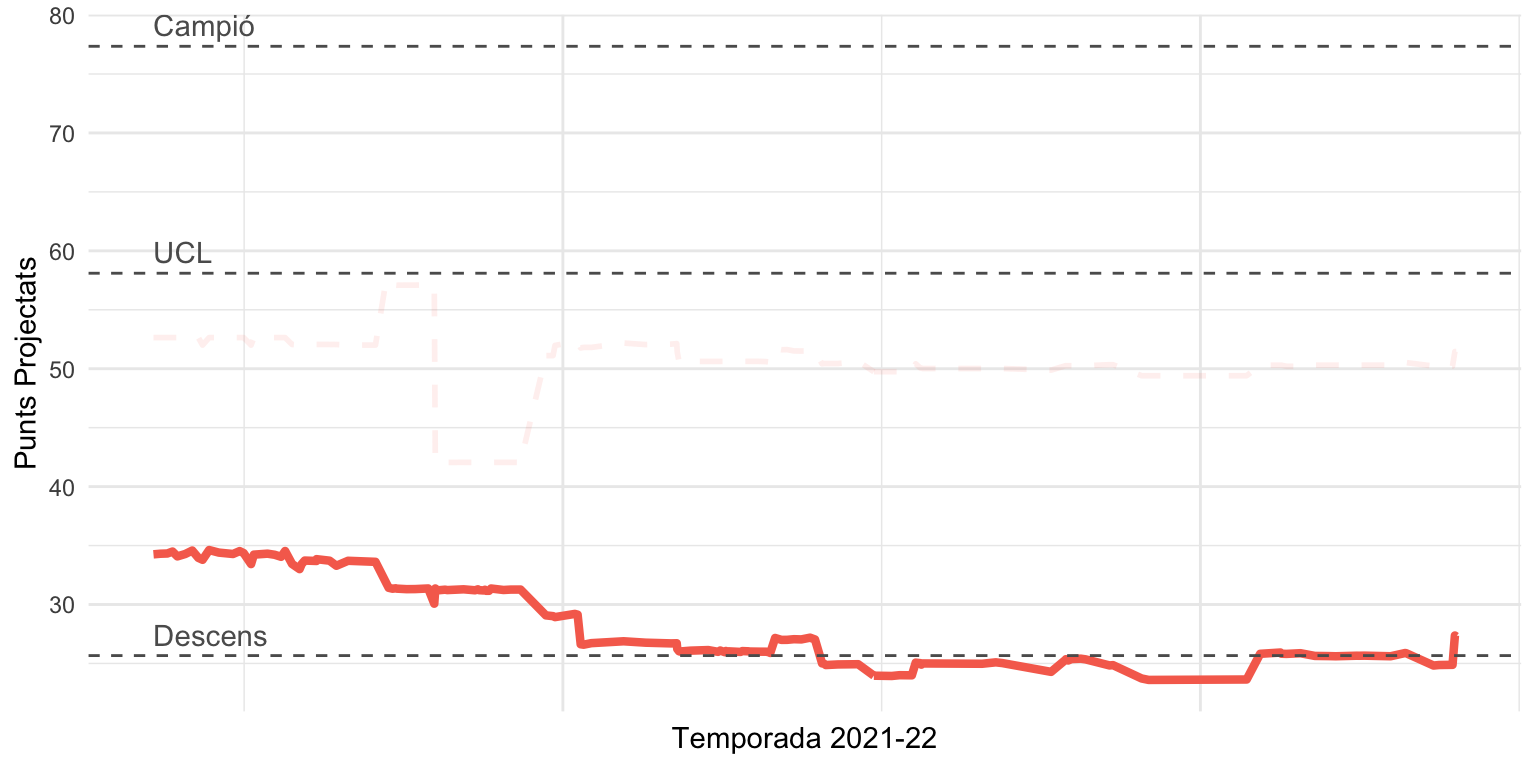 80
Campió
70
60
UCL
50
40
30
Descens
Punts Projectats
Temporada 2021-22